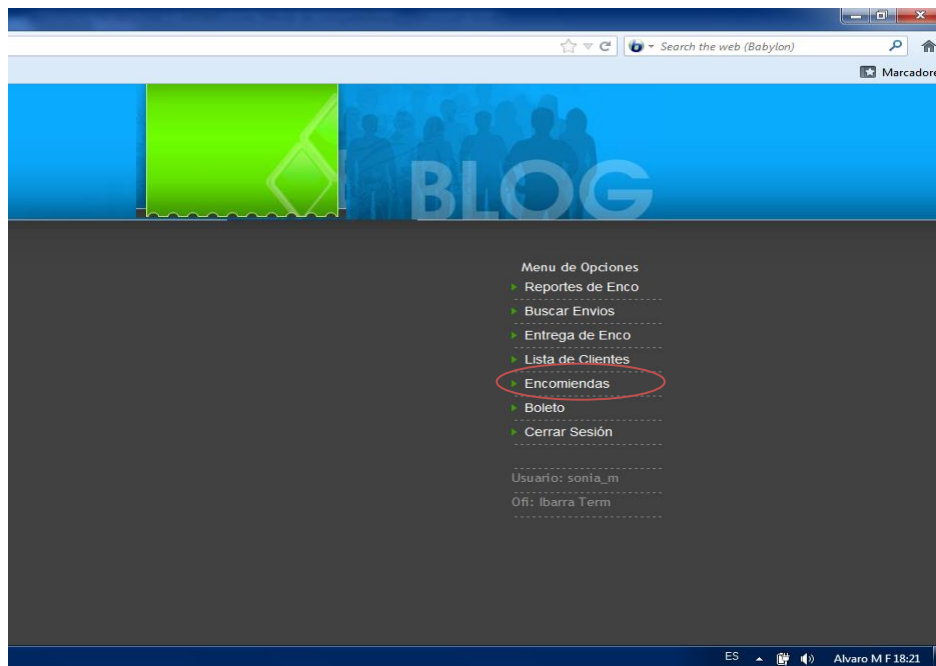 Search the web (Babylon)
Marcadore
BLOG
Menu de Opciones
Reportes de Enco
Buscar Envios
Entrega de Enco
Lista de Clientes
Encomiendas
Boleto
Cerrar Sesión
Usuario: sonia_m
Ofi: Ibarra Term
ES Alvaro M F 18:21